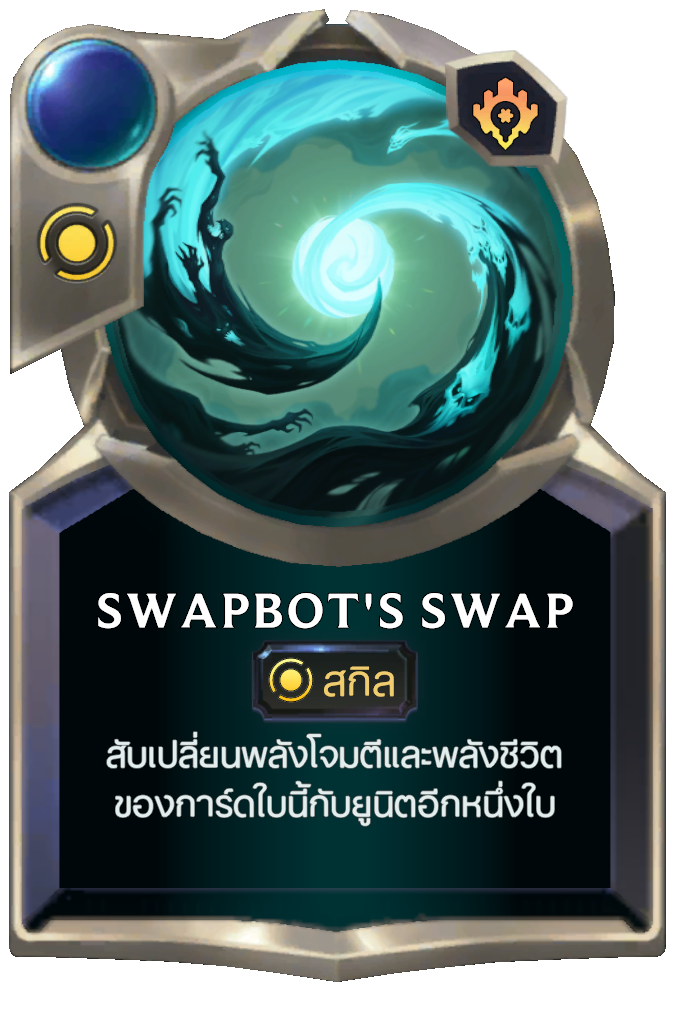 SWAPBOT'S SWAP
สกิล
สับเปลี่ยนพลังโจมตีและพลังชีวิต
ของการ์ดใบนี้กับยูนิตอีกหนึ่งใบ